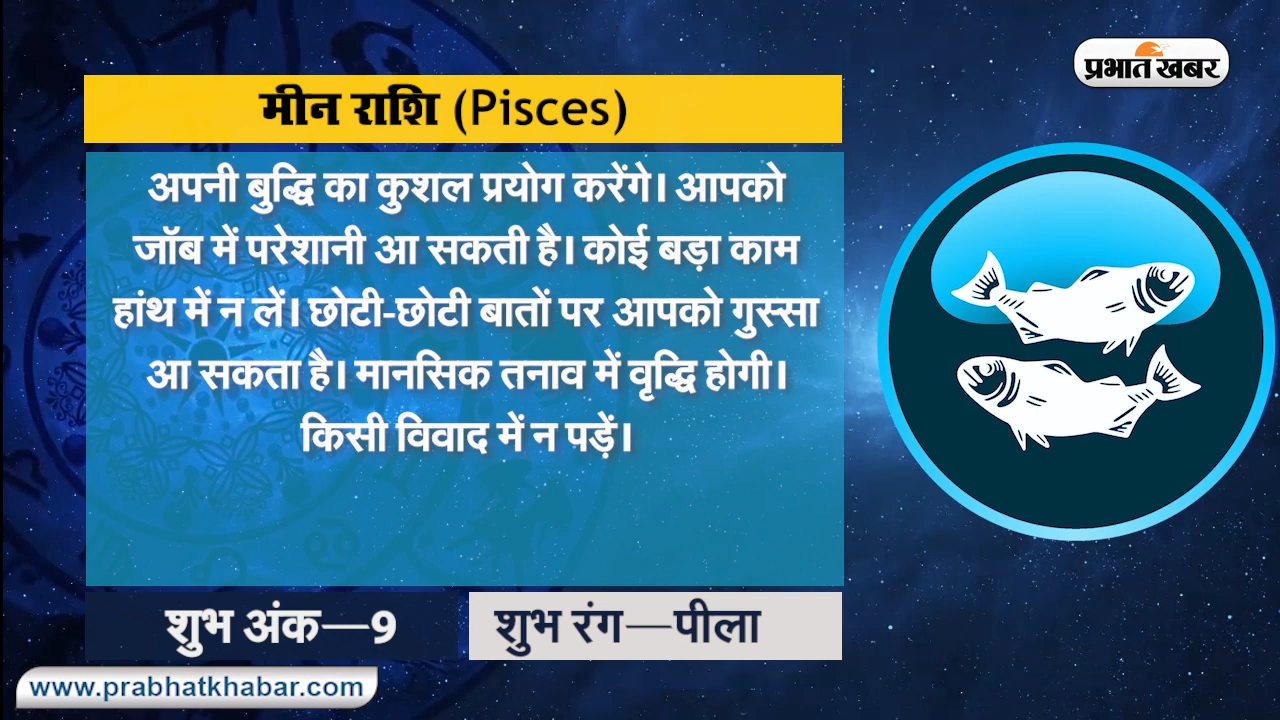 प्रभात खबर
मीन राशि (Pisces)
अपनी बुद्धि का कुशल प्रयोग करेंगे। आपको
जॉब में परेशानी आ सकती है। कोई बड़ा काम
हांथ में न लें। छोटी-छोटी बातों पर आपको गुस्सा
आ सकता है। मानसिक तनाव में वृद्धि होगी।
किसी विवाद में न पड़ें।
शुभ अंक—9
शुभ रंग—पीला
www.prabhatkhabar.com